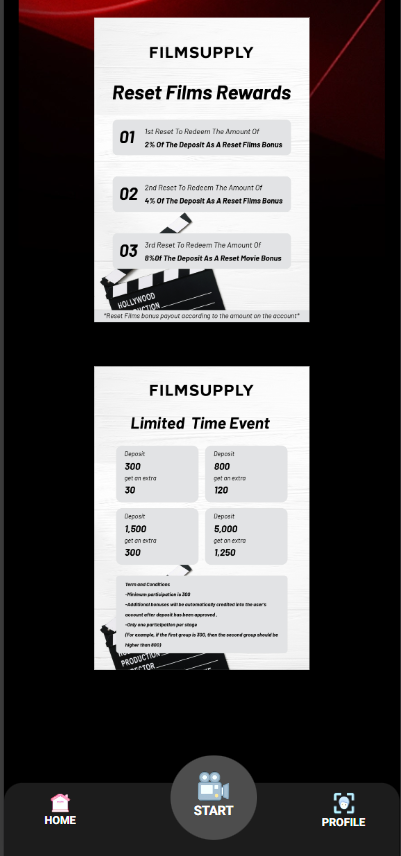 FILMSUPPLY
Reset Films Rewards
01
1st Reset To Redeem The Amount Of
2% Of The Deposit As A Reset Films Bonus
02
2nd Reset To Redeem The Amount Of
4% Of The Deposit As A Reset Films Bonus
03
3rd Reset To Redeem The Amount Of
8%Of The Deposit As A Reset Movie Bonus
HOLLYWOOD
PRODUCTION
*Reset Films bonus payout according to the amount on the account*
FILMSUPPLY
Limited Time Event
Deposit
300
get an extra
30
Deposit
800
get an extra
120
Deposit
1,500
get an extra
300
Deposit
5,000
get an extra
1,250
Term and Conditions
-Minimum participation is 300
-Additional bonuses will be automatically credited into the user's
account after deposit has been approved .
-Only one participation per stage
(For example, if the first group is 300, then the second group should be
higher than 800)
PRODUCTION
DIRECTOR
HOME
START
PROFILE